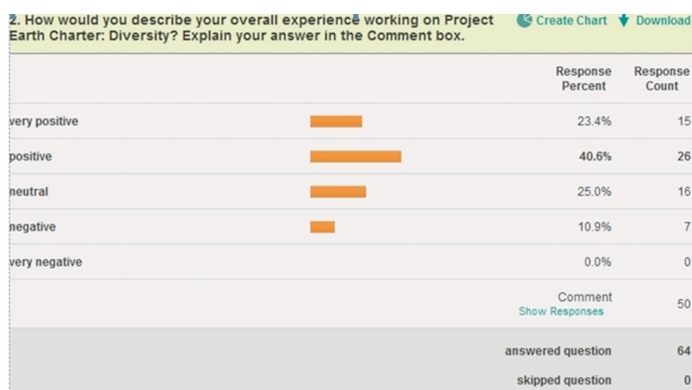 2. How would you describe your overall experience working on Project
Earth Charter: Diversity? Explain your answer in the Comment box.
Create Chart Download
Response Percent Response Count
very positive 23.4% 15
positive 40.6% 26
neutral 25.0% 16
negative 10.9% 7
very negative 0.0% 0
Comment 50
Show Responses
answered question 64
skipped question 0